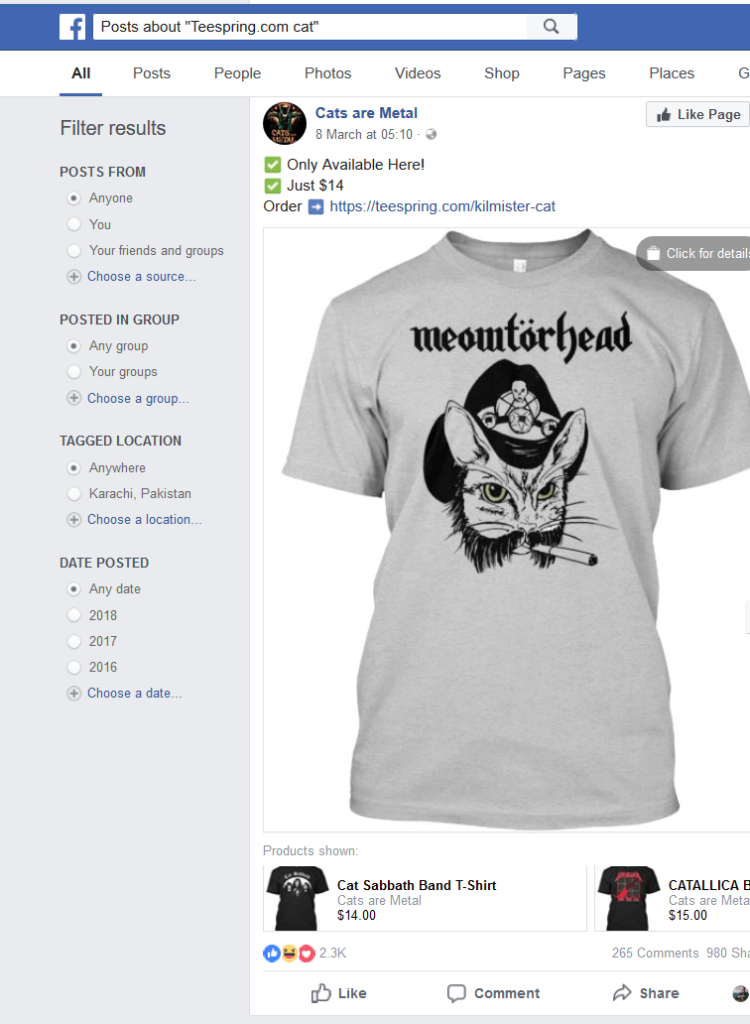 f
Posts about "Teespring.com cat"
All Posts People Photos Videos Shop Pages Places G
Filter results
POSTS FROM
Anyone
You
Your friends and groups
Choose a source...
POSTED IN GROUP
Any group
Your groups
Choose a group...
TAGGED LOCATION
Anywhere
Karachi, Pakistan
Choose a location...
DATE POSTED
Any date
2018
2017
2016
Choose a date...
CATS are METAL
Cats are Metal
8 March at 05:10 ·
Like Page
✅ Only Available Here!
✅ Just $14
Order ➡ https://teespring.com/kilmister-cat
Click for details
meowtörhead
Products shown:
Cat Sabbath
Cat Sabbath Band T-Shirt
Cats are Metal
$14.00
CATALLICA B
Cats are Meta
$15.00
2.3K
265 Comments 980 Sha
Like Comment Share